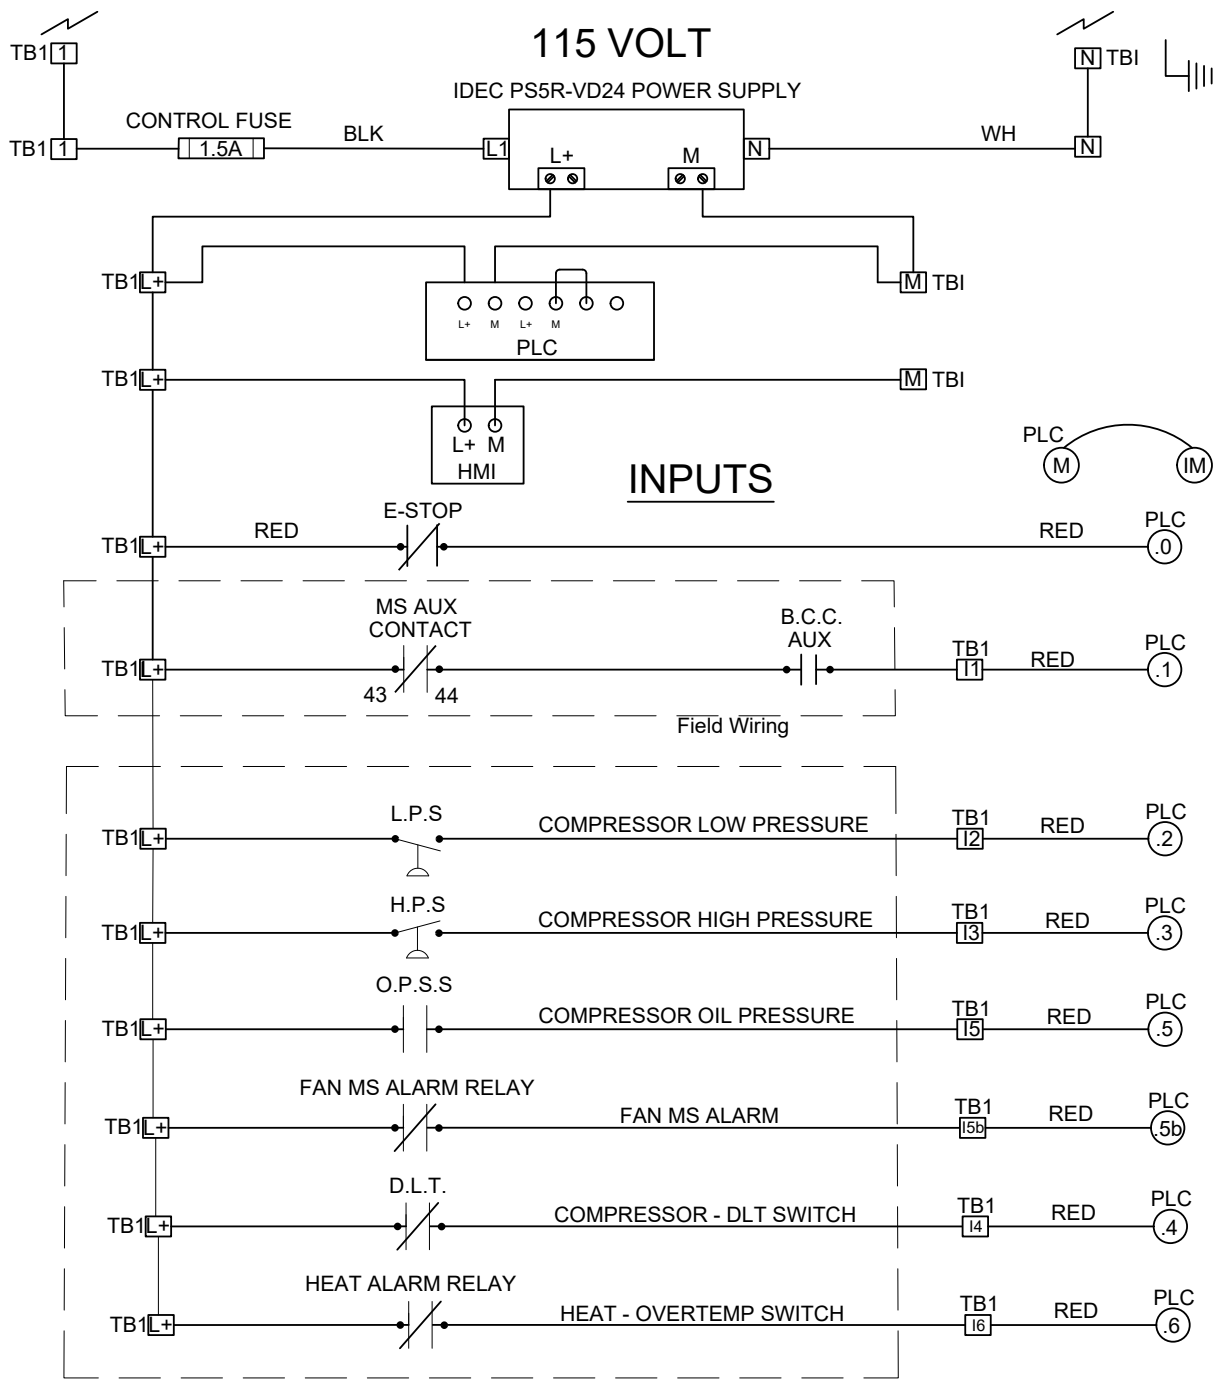 115 VOLT
TB1 1
N TBI
IDEC PS5R-VD24 POWER SUPPLY
CONTROL FUSE
TB1 1
1.5A
BLK
L1
L+
M
N
WH
N
TB1 L+
M TBI
L+ M L+ M
PLC
TB1 L+
M TBI
L+ M
HMI
PLC
M
IM
INPUTS
E-STOP
TB1 L+
RED
RED
PLC
.0
MS AUX
CONTACT
B.C.C.
AUX
TB1 L+
43
44
TB1
I1
RED
PLC
.1
Field Wiring
L.P.S
TB1 L+
COMPRESSOR LOW PRESSURE
TB1
I2
RED
PLC
.2
H.P.S
TB1 L+
COMPRESSOR HIGH PRESSURE
TB1
I3
RED
PLC
.3
O.P.S.S
TB1 L+
COMPRESSOR OIL PRESSURE
TB1
I5
RED
PLC
.5
FAN MS ALARM RELAY
TB1 L+
FAN MS ALARM
TB1
I5b
RED
PLC
.5b
D.L.T.
TB1 L+
COMPRESSOR - DLT SWITCH
TB1
I4
RED
PLC
.4
HEAT ALARM RELAY
TB1 L+
HEAT - OVERTEMP SWITCH
TB1
I6
RED
PLC
.6